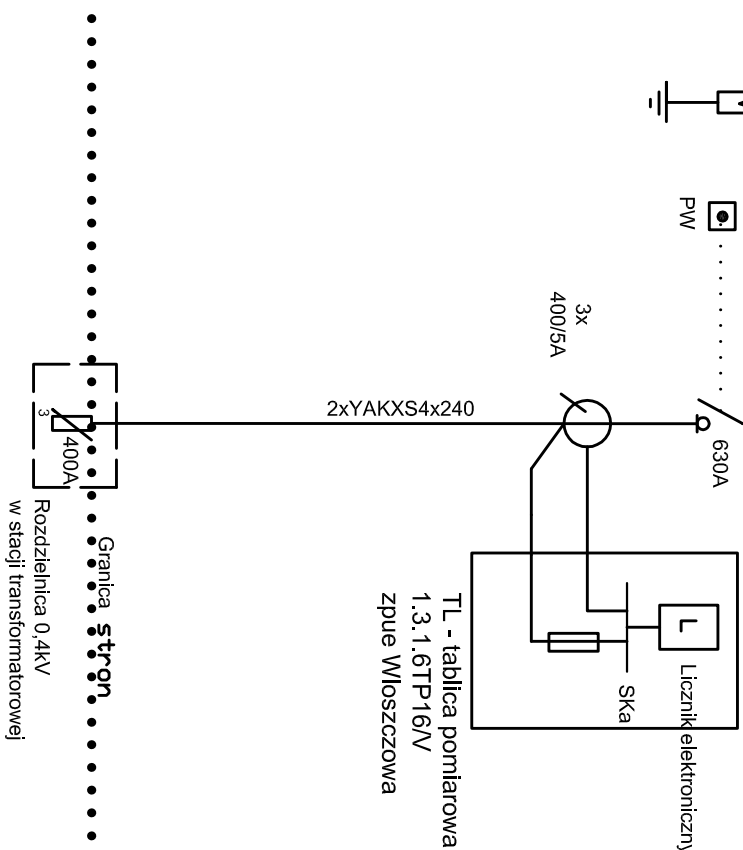 PW
3x
400/5A
630A
2xYAKXS4x240
3
400A
Rozdzielnica 0,4kV
w stacji transformatorowej
Granica stron
TL - tablica pomiarowa
1.3.1.6TP16/V
zpue Wloszczowa
L
SKa
Licznik elektroniczny